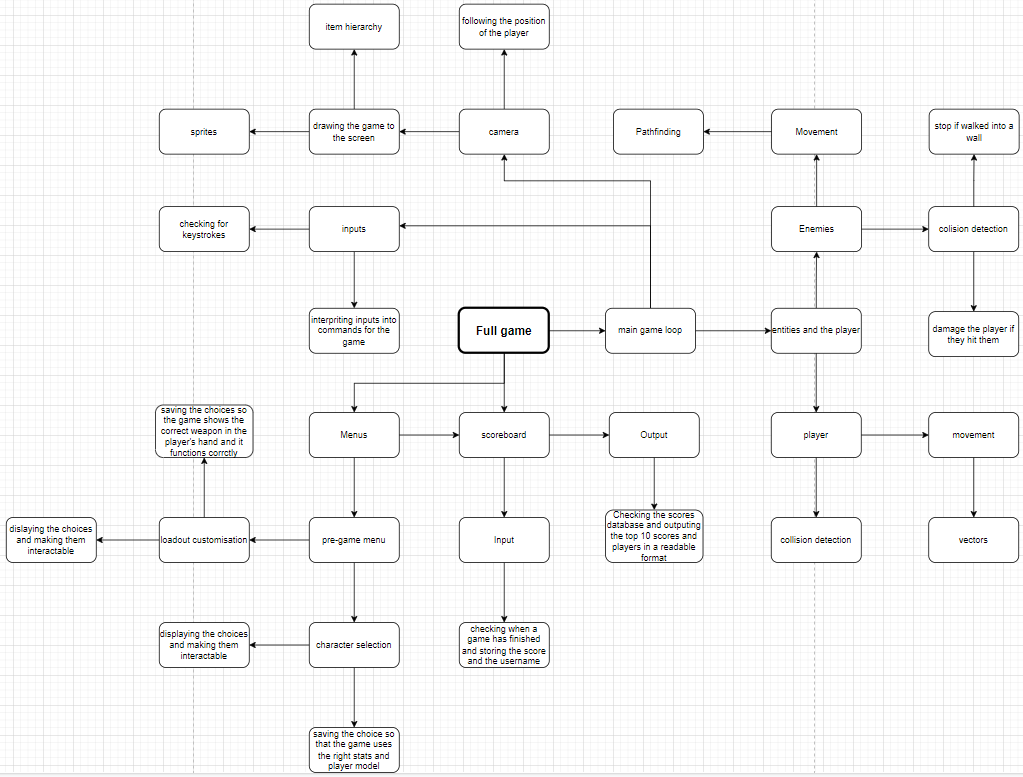 item hierarchy
following the position
of the player
sprites
drawing the game to
the screen
camera
Pathfinding
Movement
stop if walked into a
wall
checking for
keystrokes
inputs
Enemies
colision detection
interpriting inputs into
commands for the
game
Full game
main game loop
entities and the player
damage the player if
they hit them
saving the choices so
the game shows the
correct weapon in the
player's hand and it
functions corrctly
Menus
scoreboard
Output
player
movement
dislaying the choices
and making them
interactable
loadout customisation
pre-game menu
Input
Checking the scores
database and outputing
the top 10 scores and
players in a readable
format
collision detection
vectors
displaying the choices
and making them
interactable
character selection
checking when a
game has finished
and storing the score
and the username
saving the choice so
that the game uses
the right stats and
player model